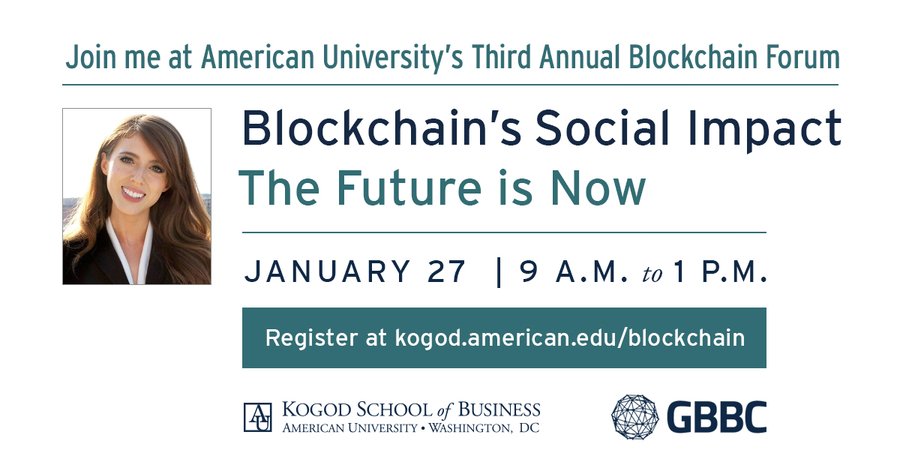 Join me at American University's Third Annual Blockchain Forum
Blockchain's Social Impact
The Future is Now
JANUARY 27 | 9 A.M. to 1 P.M.
Register at kogod.american.edu/blockchain
AU KOGOD SCHOOL of BUSINESS
AMERICAN UNIVERSITY • WASHINGTON, DC
GBBC